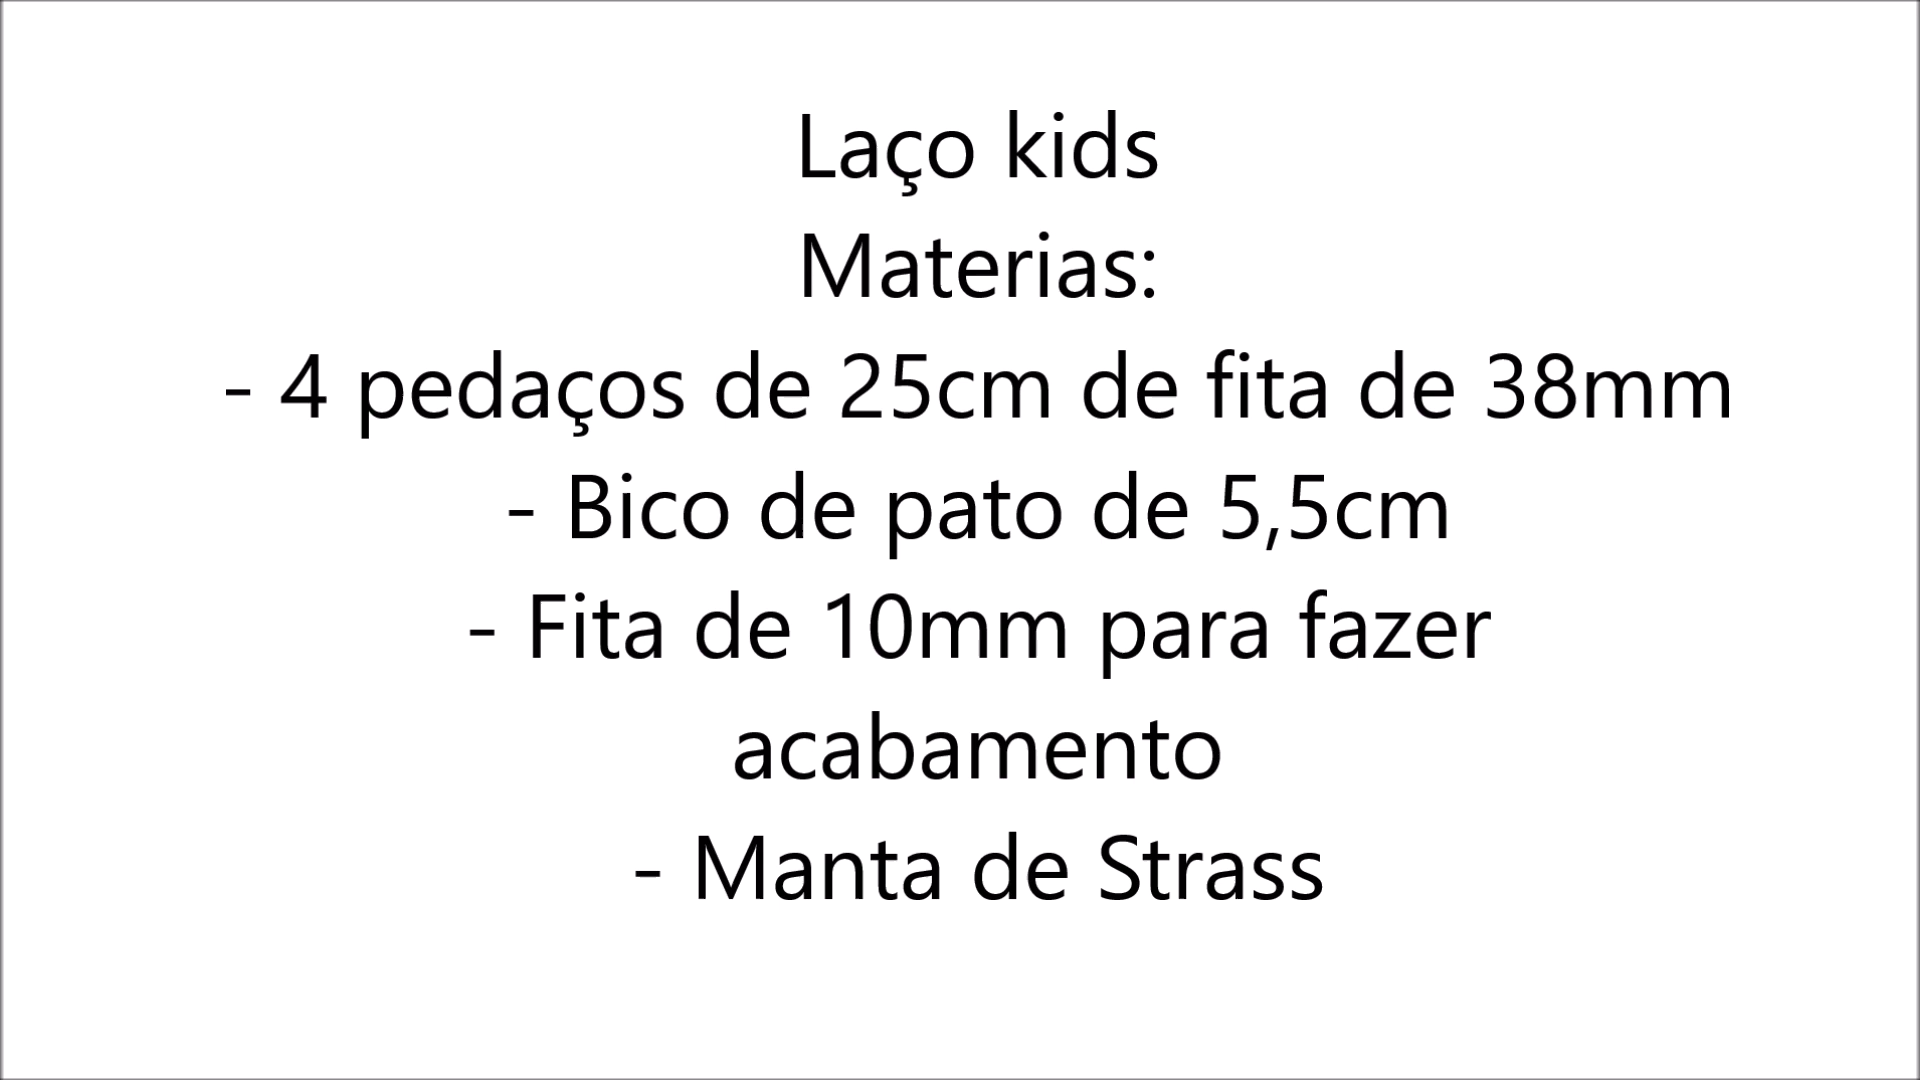 Laço kids
Materias:
- 4 pedaços de 25cm de fita de 38mm
- Bico de pato de 5,5cm
- Fita de 10mm para fazer
acabamento
- Manta de Strass